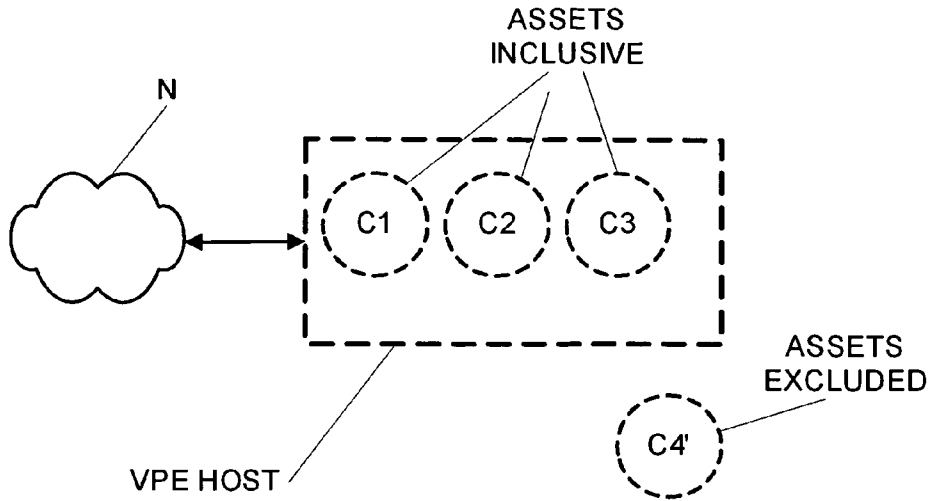 ASSETS
INCLUSIVE
N
C1
C2
C3
ASSETS
EXCLUDED
C4'
VPE HOST